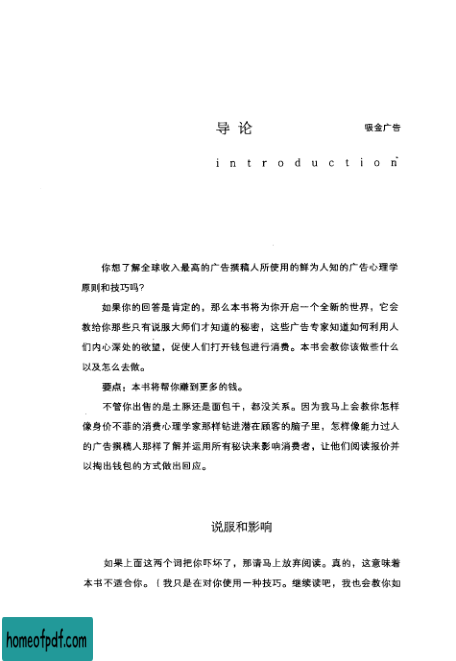 导 论
吸金广告
introduction
你想了解全球收入最高的广告撰稿人所使用的鲜为人知的广告心理学
原则和技巧吗?
如果你的回答是肯定的,那么本书将为你开启一个全新的世界,它会
教给你那些只有说服大师们才知道的秘密,这些广告专家知道如何利用人
们内心深处的欲望,促使人们打开钱包进行消费。本书会教你该做些什么
以及怎么去做。
要点:本书将帮你赚到更多的钱。
不管你出售的是土豚还是面包干,都没关系。因为我马上会教你怎样
像身价不菲的消费心理学家那样钻进潜在顾客的脑子里,怎样像能力过人
的广告撰稿人那样了解并运用所有秘诀来影响消费者,让他们阅读报价并
以掏出钱包的方式做出回应。
说服和影响
如果上面这两个词把你吓坏了,那请马上放弃阅读。真的,这意味着
本书不适合你。[我只是在对你使用一种技巧。继续读吧,我也会教你如
homeofpdf.com